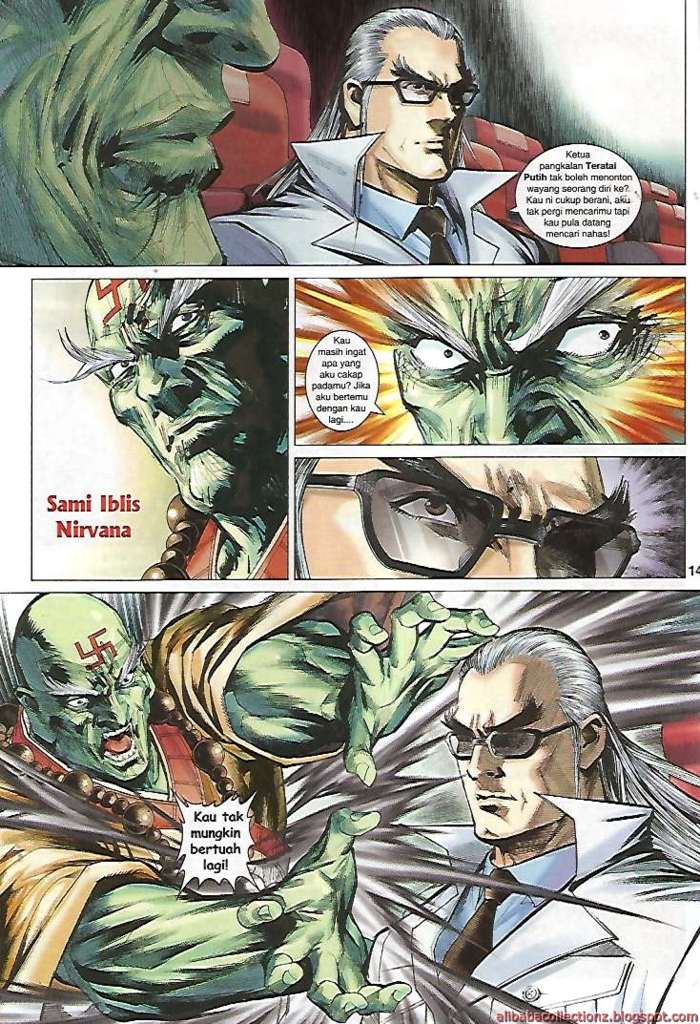 Ketua
pangkalan Teratai
Putih tak boleh menonton
wayang seorang diri ke?
Kau ni cukup berani, aku
tak pergi mencarimu tapi
kau pula datang
mencari nahas!
Kau
masih ingat
apa yang
aku cakap
padamu? Jika
aku bertemu
dengan kau
lagi....
Sami Iblis
Nirvana
14
Kau tak
mungkin
bertuah
lagi!
alibabacollectionz.blogspot.com